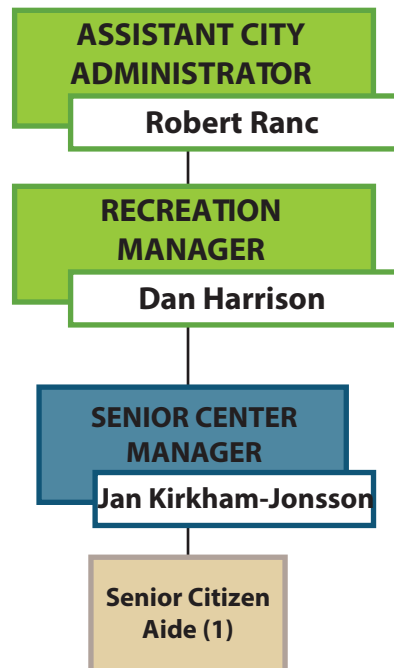 ASSISTANT CITY
ADMINISTRATOR
Robert Ranc
RECREATION
MANAGER
Dan Harrison
SENIOR CENTER
MANAGER
Jan Kirkham-Jonsson
Senior Citizen
Aide (1)